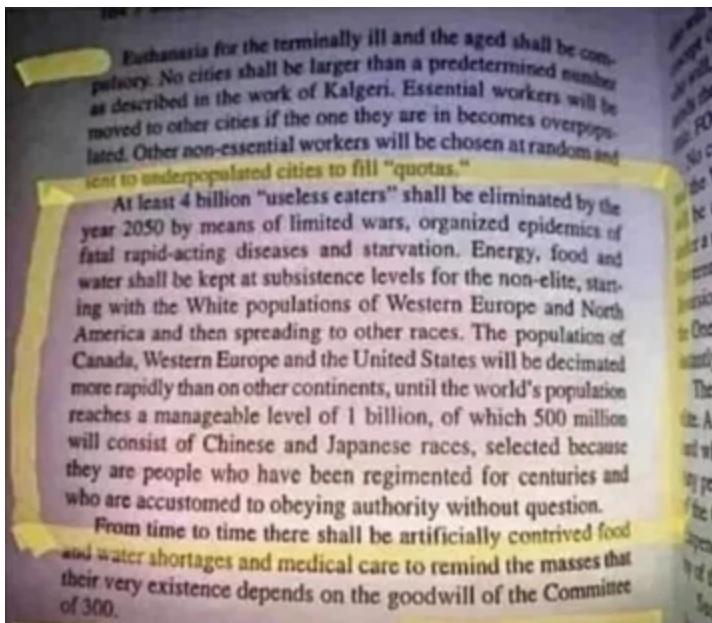 Euthanasia for the terminally ill and the aged shall be com-
pulsory. No cities shall be larger than a predetermined number
as described in the work of Kalgeri. Essential workers will be
moved to other cities if the one they are in becomes overpopu-
lated. Other non-essential workers will be chosen at random and
sent to underpopulated cities to fill "quotas."
At least 4 billion "useless eaters" shall be eliminated by the
year 2050 by means of limited wars, organized epidemics of
fatal rapid-acting diseases and starvation. Energy, food and
water shall be kept at subsistence levels for the non-elite, start-
ing with the White populations of Western Europe and North
America and then spreading to other races. The population of
Canada, Western Europe and the United States will be decimated
more rapidly than on other continents, until the world's population
reaches a manageable level of 1 billion, of which 500 million
will consist of Chinese and Japanese races, selected because
they are people who have been regimented for centuries and
who are accustomed to obeying authority without question.
From time to time there shall be artificially contrived food
and water shortages and medical care to remind the masses that
their very existence depends on the goodwill of the Committee
of 300.